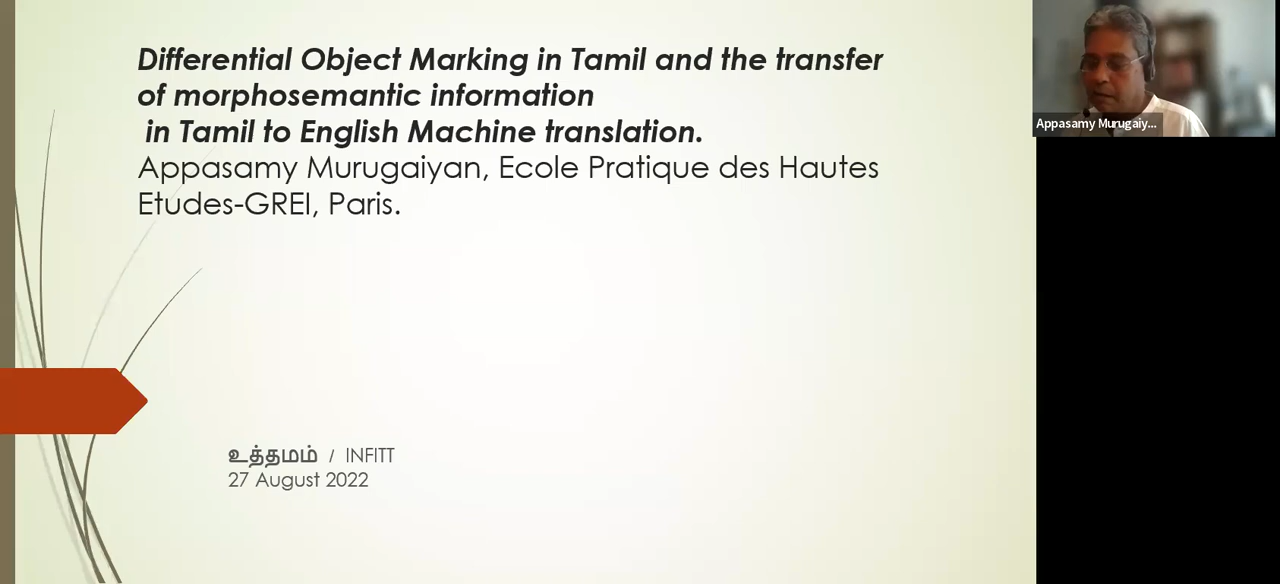 Differential Object Marking in Tamil and the transfer
of morphosemantic information
in Tamil to English Machine translation.
Appasamy Murugaiyan, Ecole Pratique des Hautes
Etudes-GREI, Paris.
உத்தமம் / INFITT
27 August 2022
Appasamy Murugaiy...